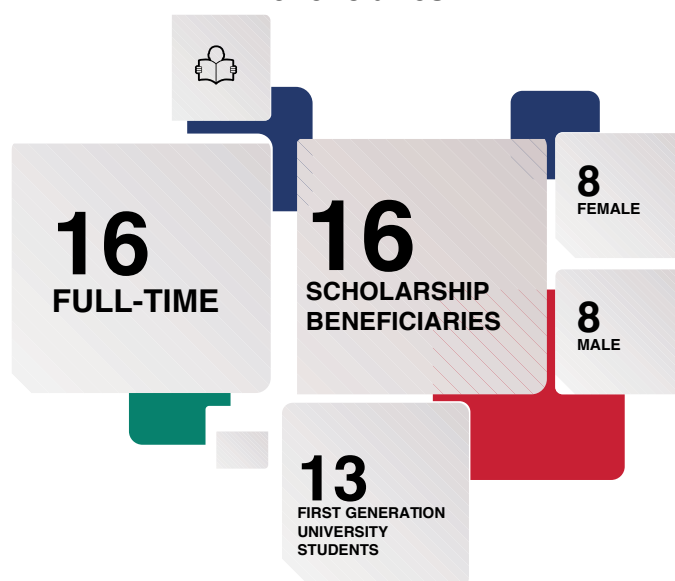 16
FULL-TIME
16
SCHOLARSHIP
BENEFICIARIES
8
FEMALE
8
MALE
13
FIRST GENERATION
UNIVERSITY
STUDENTS